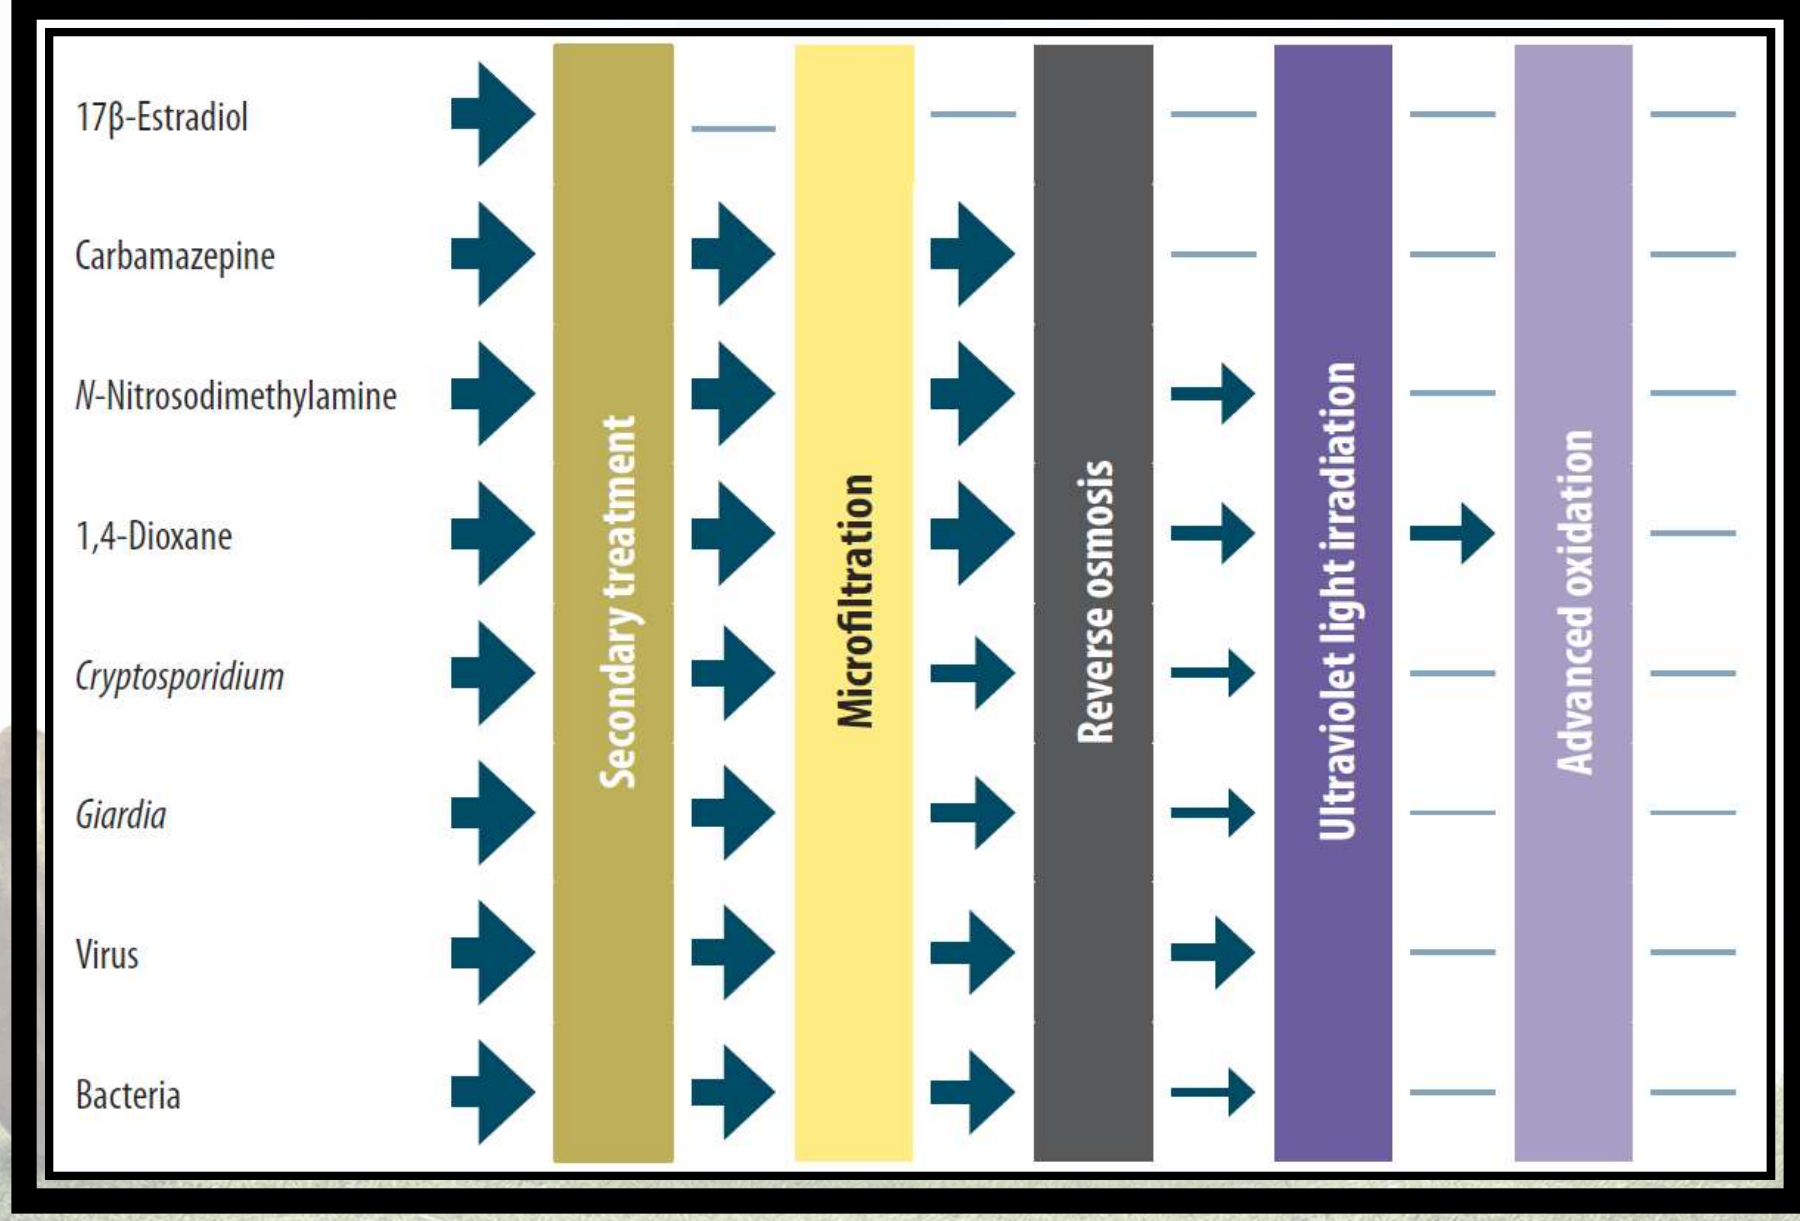 17β-Estradiol
Carbamazepine
N-Nitrosodimethylamine
1,4-Dioxane
Cryptosporidium
Giardia
Virus
Bacteria
Secondary treatment
Microfiltration
Reverse osmosis
Ultraviolet light irradiation
Advanced oxidation